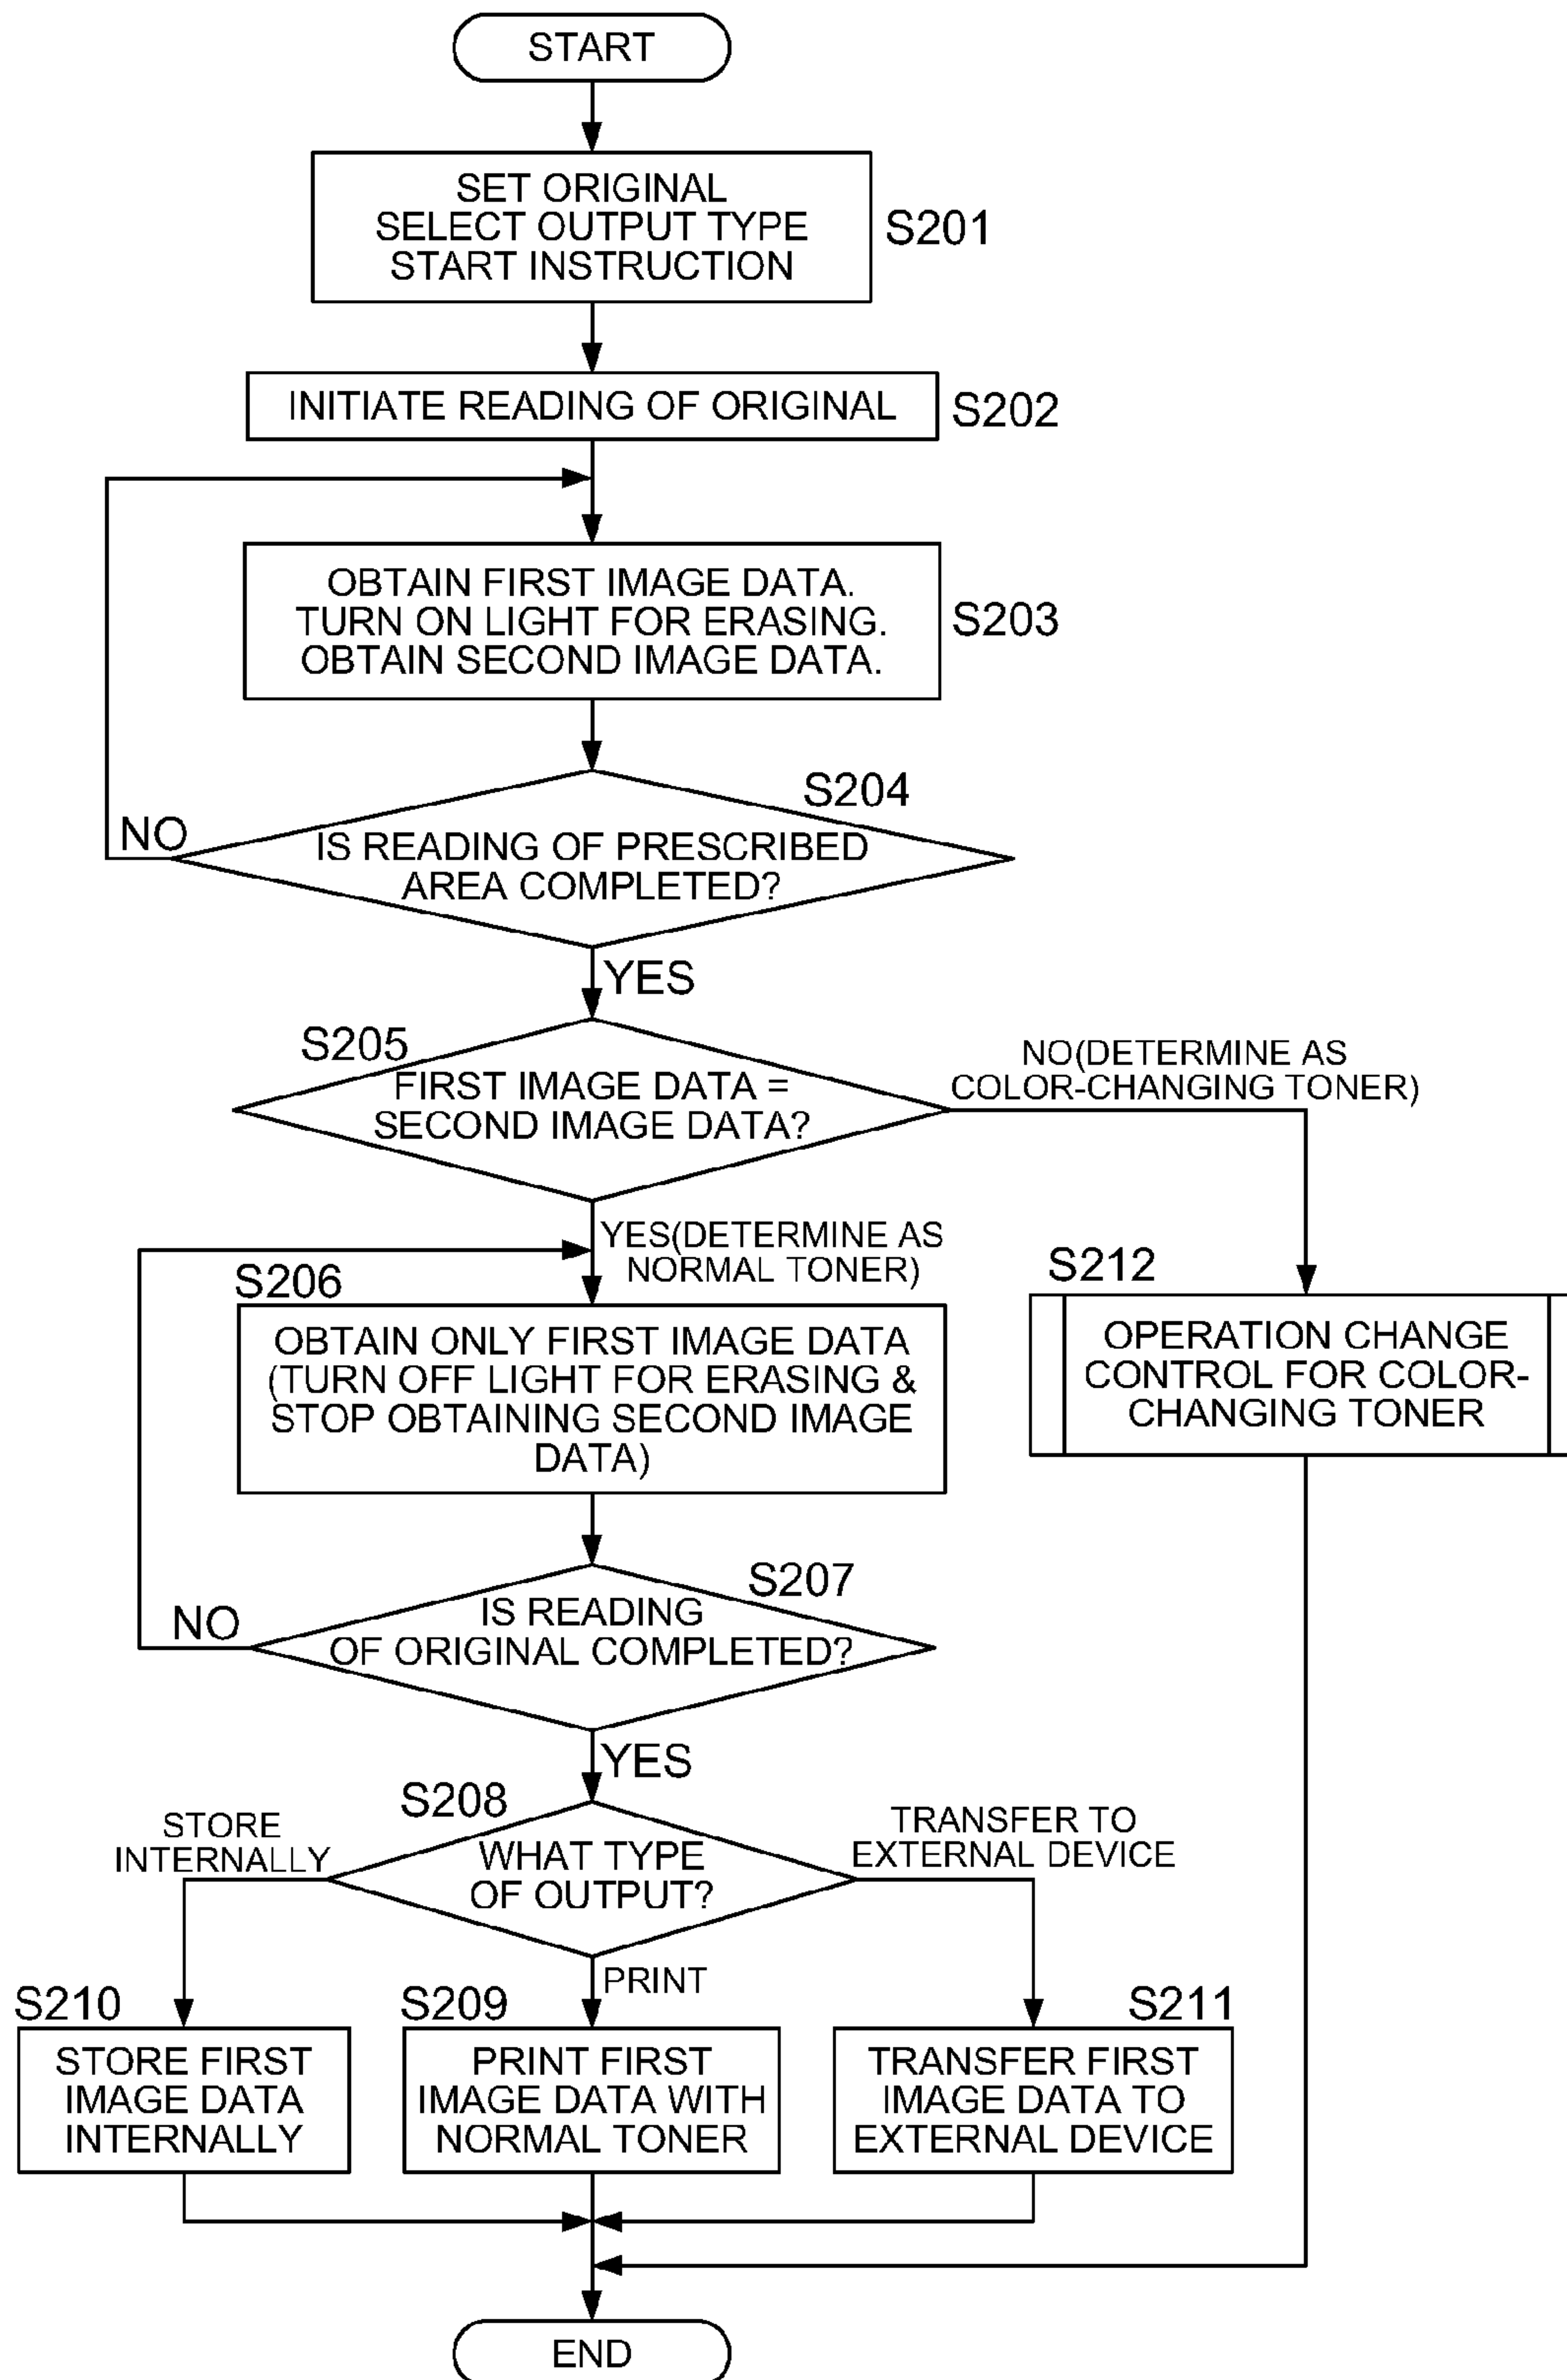 START
SET ORIGINAL
SELECT OUTPUT TYPE
START INSTRUCTION
S201
INITIATE READING OF ORIGINAL
S202
OBTAIN FIRST IMAGE DATA.
TURN ON LIGHT FOR ERASING.
OBTAIN SECOND IMAGE DATA.
S203
S204
NO
IS READING OF PRESCRIBED
AREA COMPLETED?
YES
S205
FIRST IMAGE DATA =
SECOND IMAGE DATA?
NO(DETERMINE AS
COLOR-CHANGING TONER)
YES(DETERMINE AS
NORMAL TONER)
S206
OBTAIN ONLY FIRST IMAGE DATA
(TURN OFF LIGHT FOR ERASING &
STOP OBTAINING SECOND IMAGE
DATA)
S212
OPERATION CHANGE
CONTROL FOR COLOR-
CHANGING TONER
S207
NO
IS READING
OF ORIGINAL COMPLETED?
YES
S208
STORE
INTERNALLY
WHAT TYPE
OF OUTPUT?
TRANSFER TO
EXTERNAL DEVICE
PRINT
S210
STORE FIRST
IMAGE DATA
INTERNALLY
S209
PRINT FIRST
IMAGE DATA WITH
NORMAL TONER
S211
TRANSFER FIRST
IMAGE DATA TO
EXTERNAL DEVICE
END